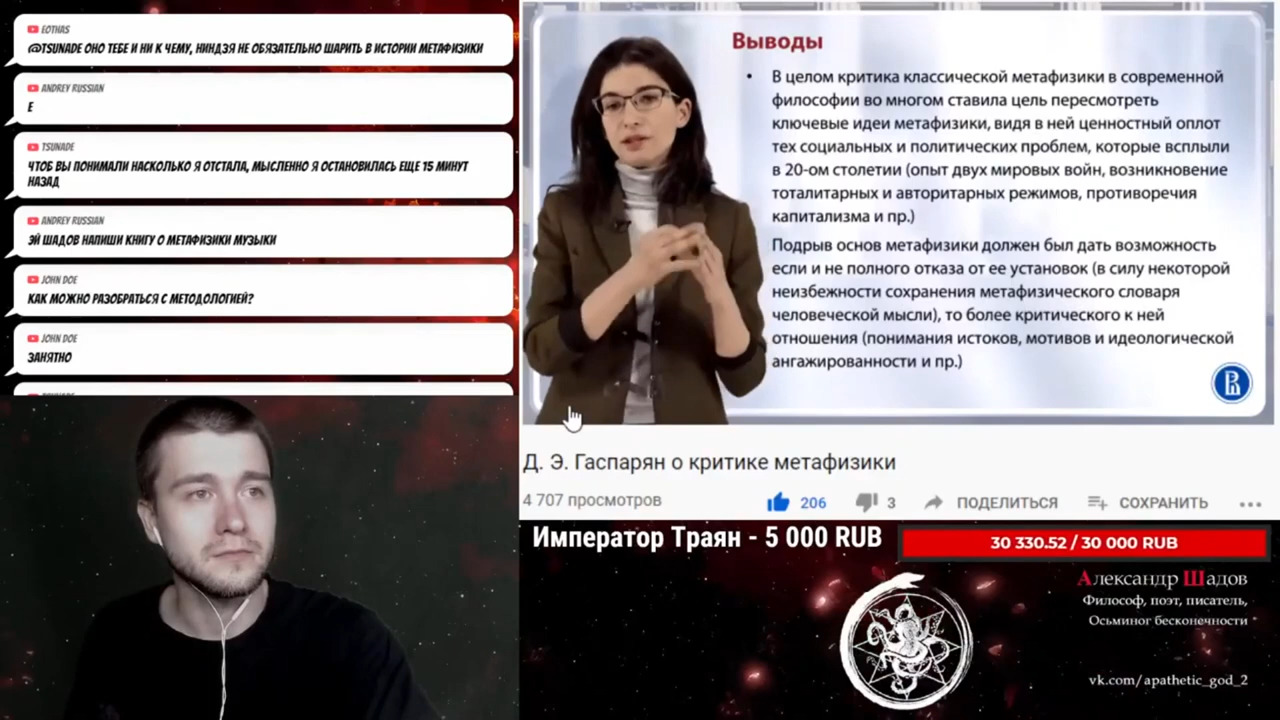 EOTHAS
@TSUNADE ОНО ТЕБЕ И НИ К ЧЕМУ, НИНДЗЯ НЕ ОБЯЗАТЕЛЬНО ШАРИТЬ В ИСТОРИИ МЕТАФИЗИКИ
ANDREY RUSSIAN
Е
TSUNADE
ЧТОБ ВЫ ПОНИМАЛИ НАСКОЛЬКО Я ОТСТАЛА, МЫСЛЕННО Я ОСТАНОВИЛАСЬ ЕЩЕ 15 МИНУТ
НАЗАД
ANDREY RUSSIAN
ЭЙ ШАДОВ НАПИШИ КНИГУ О МЕТАФИЗИКИ МУЗЫКИ
JOHN DOE
КАК МОЖНО РАЗОБРАТЬСЯ С МЕТОДОЛОГИЕЙ?
JOHN DOE
ЗАНЯТНО
Выводы
• В целом критика классической метафизики в современной
философии во многом ставила цель пересмотреть
ключевые идеи метафизики, видя в ней ценностный оплот
тех социальных и политических проблем, которые всплыли
в 20-ом столетии (опыт двух мировых войн, возникновение
тоталитарных и авторитарных режимов, противоречия
капитализма и пр.)
Подрыв основ метафизики должен был дать возможность
если и не полного отказа от ее установок (в силу некоторой
неизбежности сохранения метафизического словаря
человеческой мысли), то более критического к ней
отношения (понимания истоков, мотивов и идеологической
ангажированности и пр.)
Д. Э. Гаспарян о критике метафизики
4 707 просмотров
206
3
ПОДЕЛИТЬСЯ
СОХРАНИТЬ
Император Траян - 5 000 RUB
30 330.52 / 30 000 RUB
Александр Шадов
Философ, поэт, писатель,
Осьминог бесконечности
vk.com/apathetic_god_2